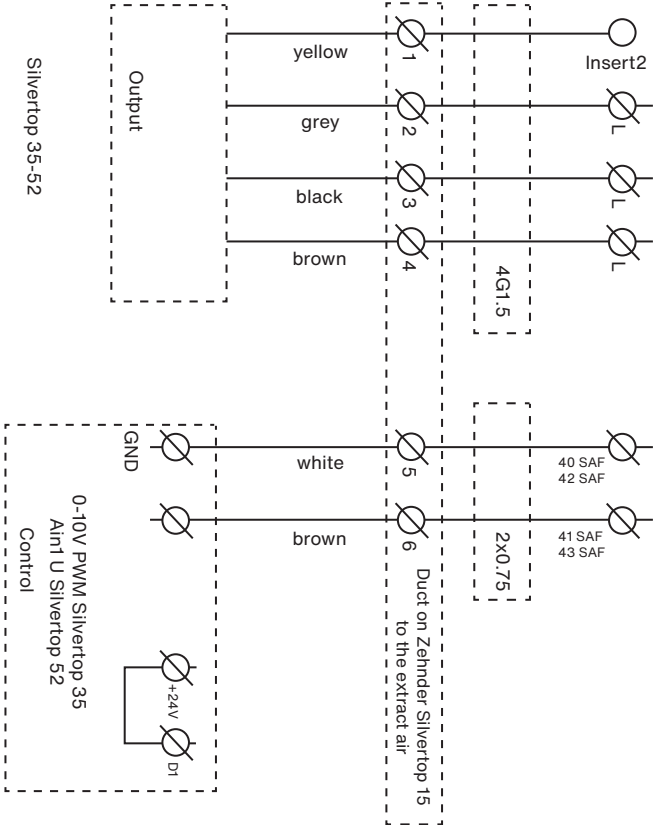 Silvertop 35-52
Output
yellow
grey
black
brown
1
2
3
4
4G1.5
Insert2
L
L
L
GND
0-10V PWM Silvertop 35
Ain1 U Silvertop 52
Control
+24V
D1
white
brown
5
6
Duct on Zehnder Silvertop 15
to the extract air
2x0.75
40 SAF
42 SAF
41 SAF
43 SAF